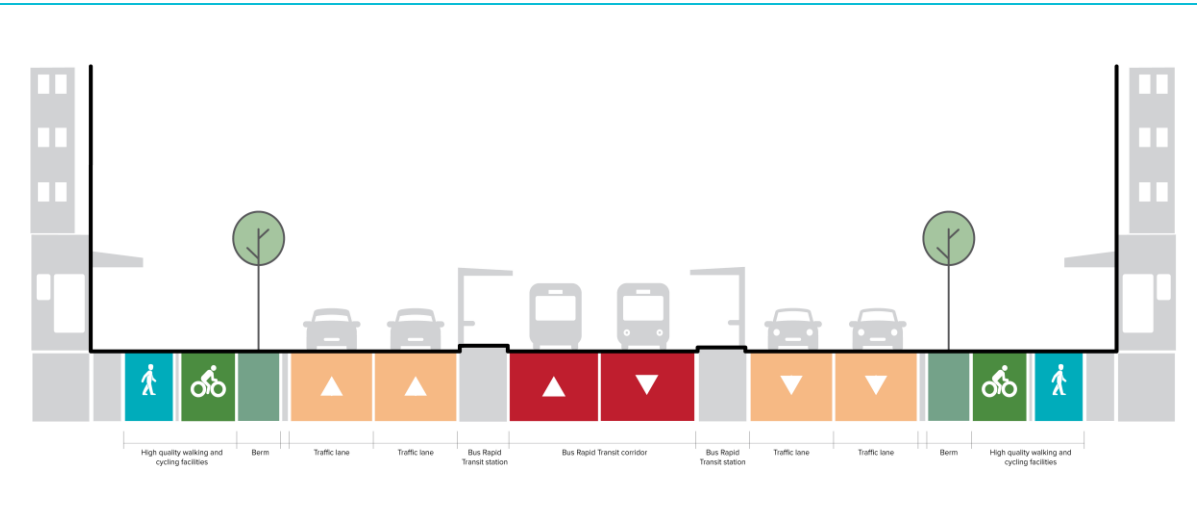 High quality walking and
cycling facilities
Berm
Traffic lane
Traffic lane
Bus Rapid
Transit station
Bus Rapid Transit corridor
Bus Rapid
Transit station
Traffic lane
Traffic lane
Berm
High quality walking and
cycling facilities